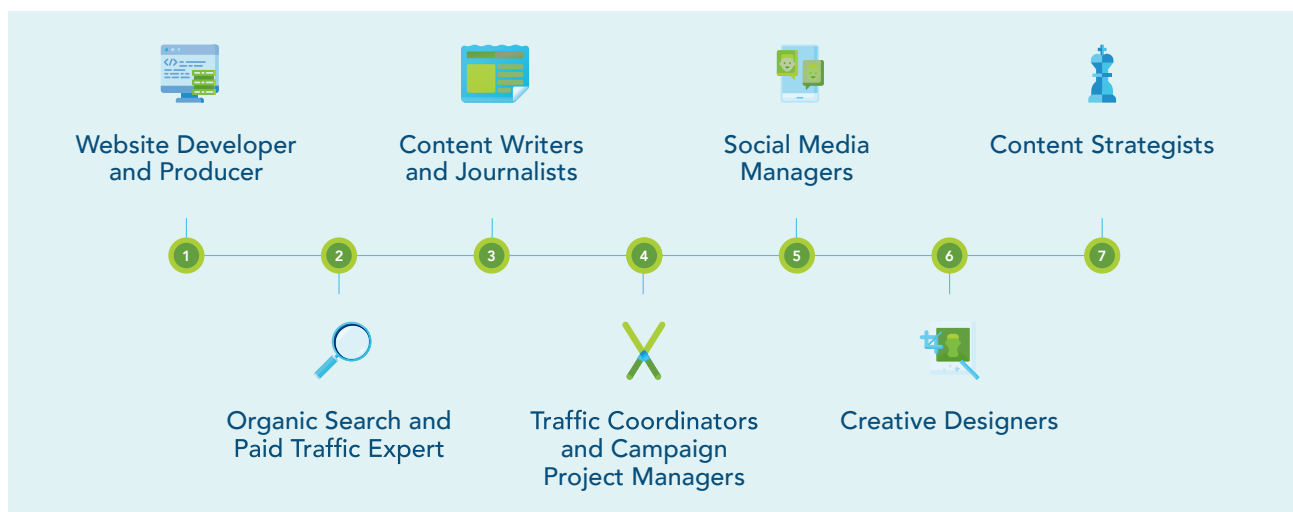 Website Developer
and Producer
Content Writers
and Journalists
Social Media
Managers
Content Strategists
1
2
3
4
5
6
7
Organic Search and
Paid Traffic Expert
Traffic Coordinators
and Campaign
Project Managers
Creative Designers